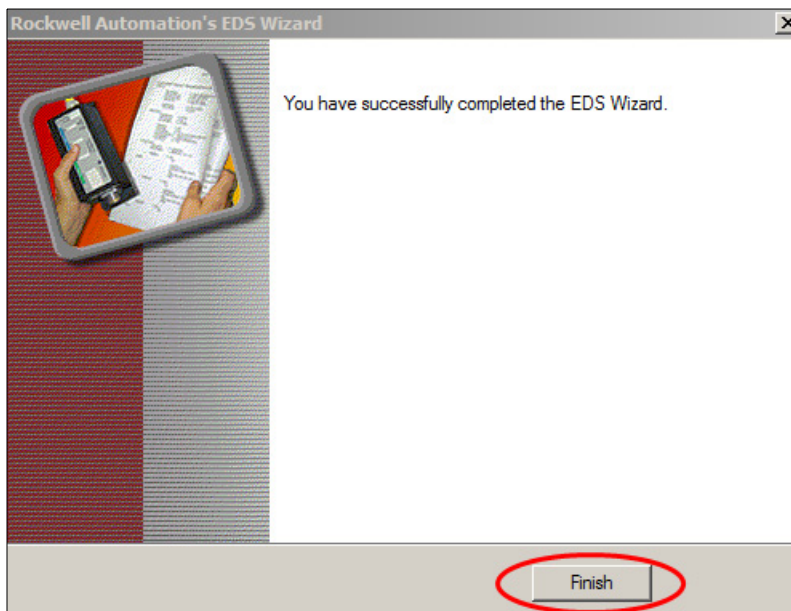 Rockwell Automation's EDS Wizard
You have successfully completed the EDS Wizard.
Finish